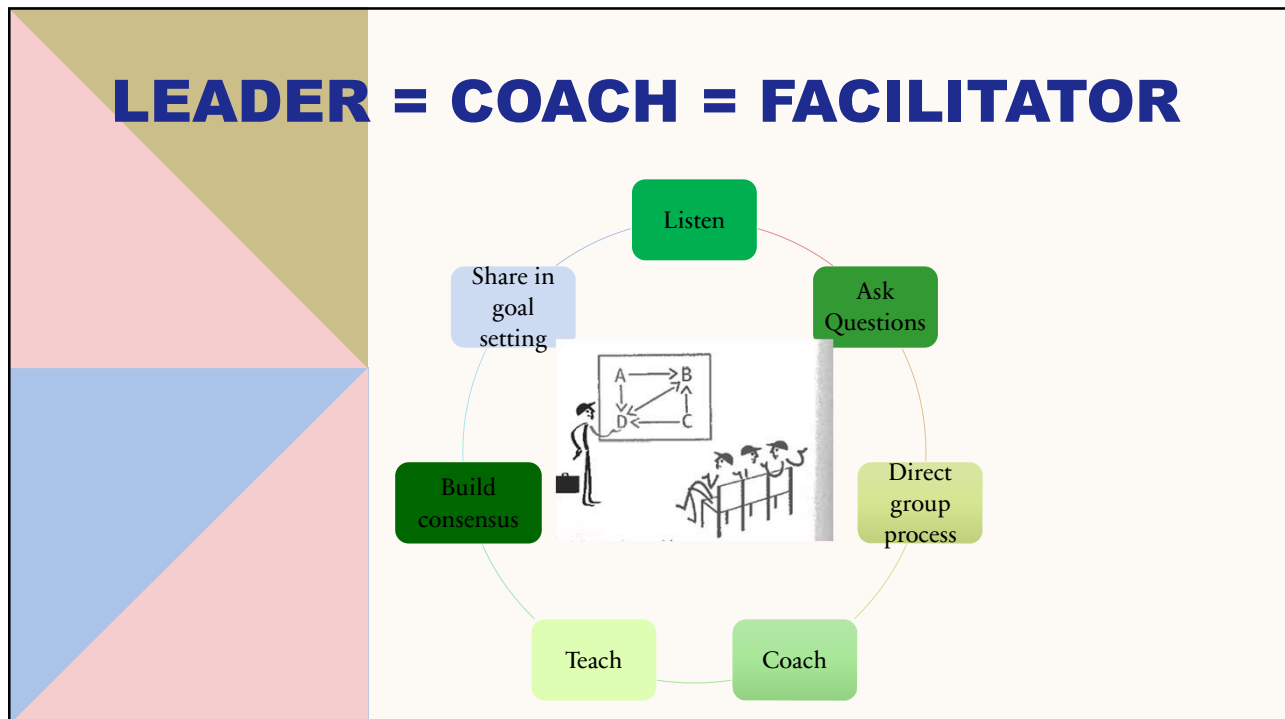 LEADER = COACH = FACILITATOR
Listen
Ask
Questions
Direct
group
process
Coach
Teach
Build
consensus
Share in
goal
setting
A B
D C